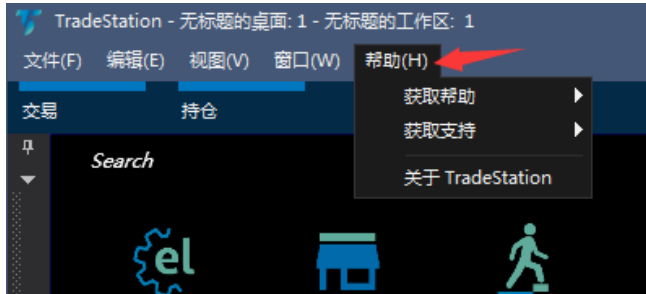 TradeStation - 无标题的桌面: 1 - 无标题的工作区: 1
文件(F) 编辑(E) 视图(V) 窗口(W) 帮助(H)
交易 持仓
获取帮助
获取支持
关于 TradeStation
Search
el